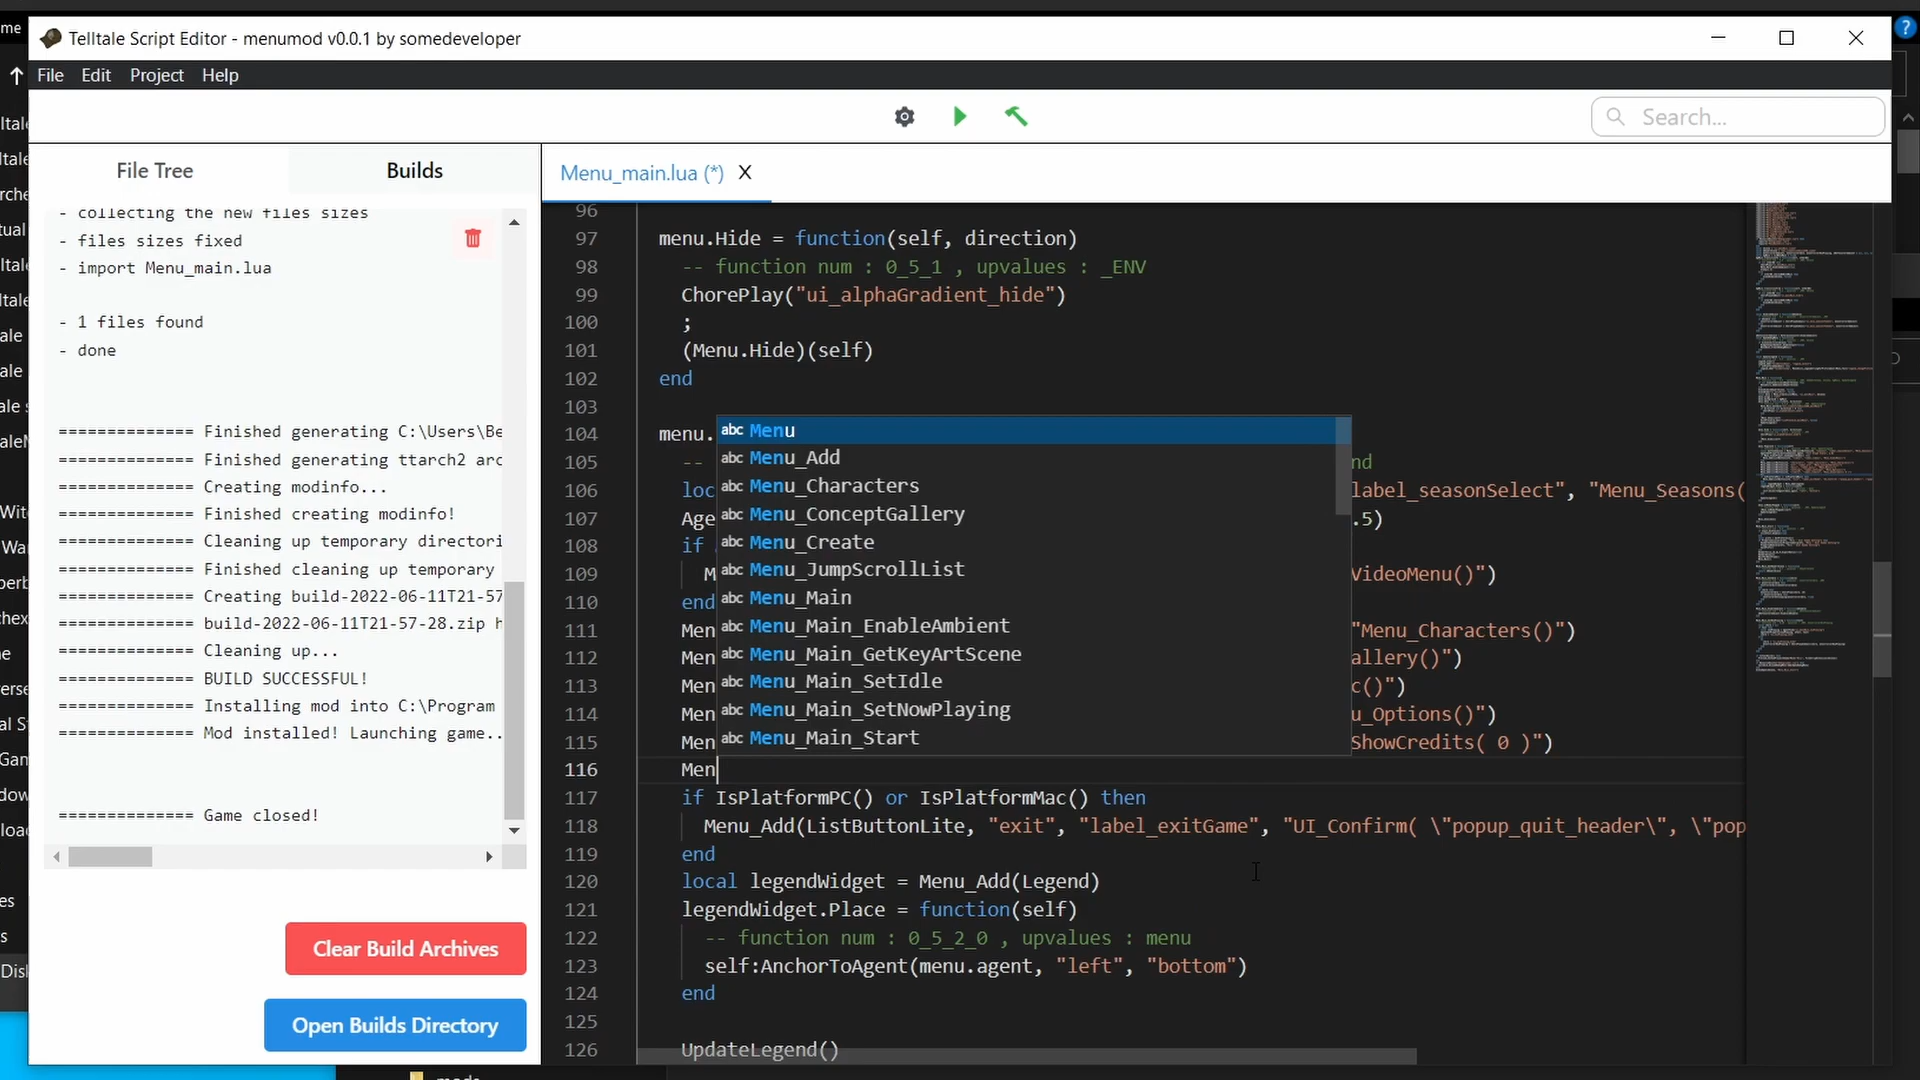 me
Telltale Script Editor - menumod v0.0.1 by somedeveloper
?
File Edit Project Help
Search...
File Tree
Builds
Menu_main.lua (*) X
- collecting the new files sizes
- files sizes fixed
- import Menu_main.lua
- 1 files found
- done
============== Finished generating C:\Users\Be
============== Finished generating ttarch2 arc
============== Creating modinfo...
============== Finished creating modinfo!
============== Cleaning up temporary directori
============== Finished cleaning up temporary
============== Creating build-2022-06-11T21-57
============== build-2022-06-11T21-57-28.zip h
============== Cleaning up...
============== BUILD SUCCESSFUL!
============== Installing mod into C:\Program
============== Mod installed! Launching game..
============== Game closed!
Clear Build Archives
Open Builds Directory
96
97 menu.Hide = function(self, direction)
98 -- function num : 0_5_1 , upvalues : _ENV
99 ChorePlay("ui_alphaGradient_hide")
100 ;
101 (Menu.Hide)(self)
102 end
103
104 menu.
105 -- nd
106 loc label_seasonSelect", "Menu_Seasons(
107 Age .5)
108 if
109 M VideoMenu()")
110 end
111 Men "Menu_Characters()")
112 Men allery()")
113 Men c()")
114 Men u_Options()")
115 Men ShowCredits( 0 )")
116 Men
117 if IsPlatformPC() or IsPlatformMac() then
118 Menu_Add(ListButtonLite, "exit", "label_exitGame", "UI_Confirm( \"popup_quit_header\", \"pop
119 end
120 local legendWidget = Menu_Add(Legend)
121 legendWidget.Place = function(self)
122 -- function num : 0_5_2_0 , upvalues : menu
123 self:AnchorToAgent(menu.agent, "left", "bottom")
124 end
125
126 UpdateLegend()
abc Menu
abc Menu_Add
abc Menu_Characters
abc Menu_ConceptGallery
abc Menu_Create
abc Menu_JumpScrollList
abc Menu_Main
abc Menu_Main_EnableAmbient
abc Menu_Main_GetKeyArtScene
abc Menu_Main_SetIdle
abc Menu_Main_SetNowPlaying
abc Menu_Main_Start